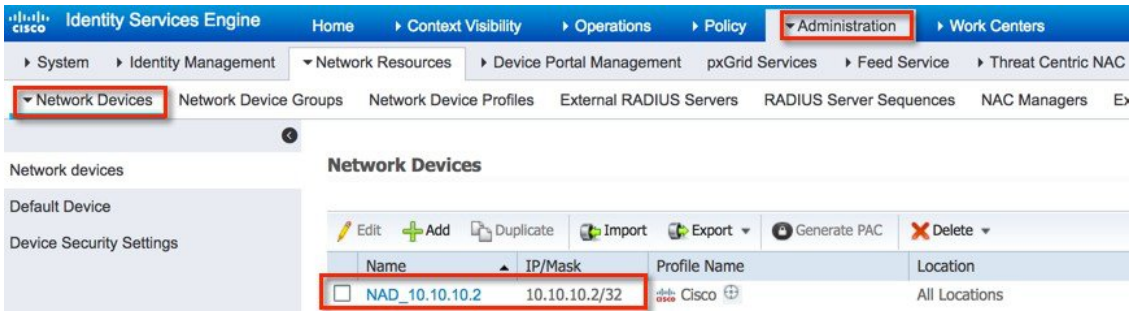 cisco Identity Services Engine Home Context Visibility Operations Policy Administration Work Centers
System Identity Management Network Resources Device Portal Management pxGrid Services Feed Service Threat Centric NAC
Network Devices Network Device Groups Network Device Profiles External RADIUS Servers RADIUS Server Sequences NAC Managers Ex
Network devices
Default Device
Device Security Settings
Network Devices
Edit Add Duplicate Import Export Generate PAC Delete
Name IP/Mask Profile Name Location
NAD_10.10.10.2 10.10.10.2/32 cisco Cisco All Locations